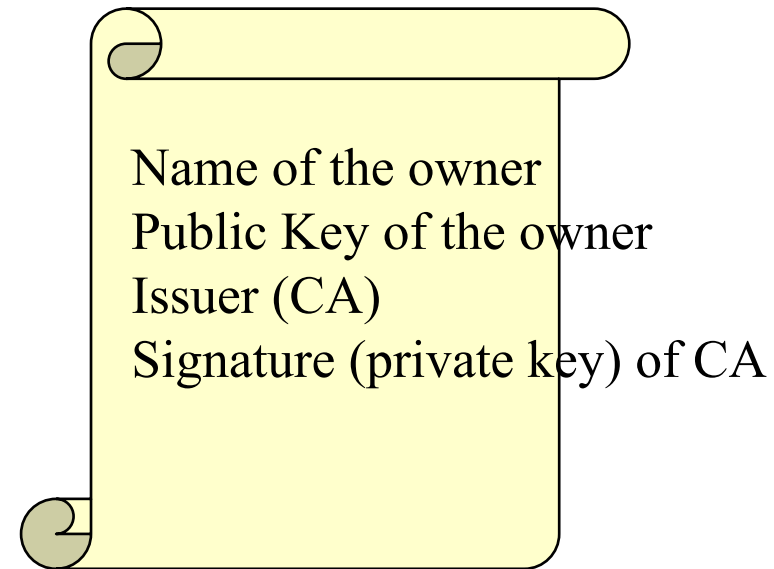 Name of the owner
Public Key of the owner
Issuer (CA)
Signature (private key) of CA